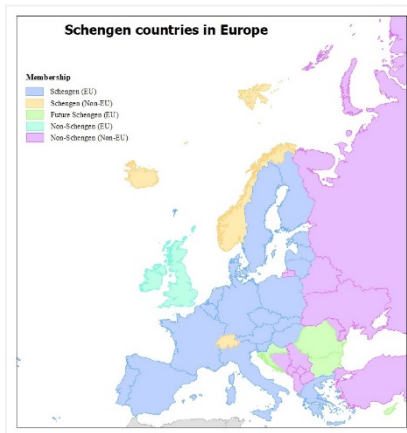 Schengen countries in Europe
Membership
Schengen (EU)
Schengen (Non-EU)
Future Schengen (EU)
Non-Schengen (EU)
Non-Schengen (Non-EU)